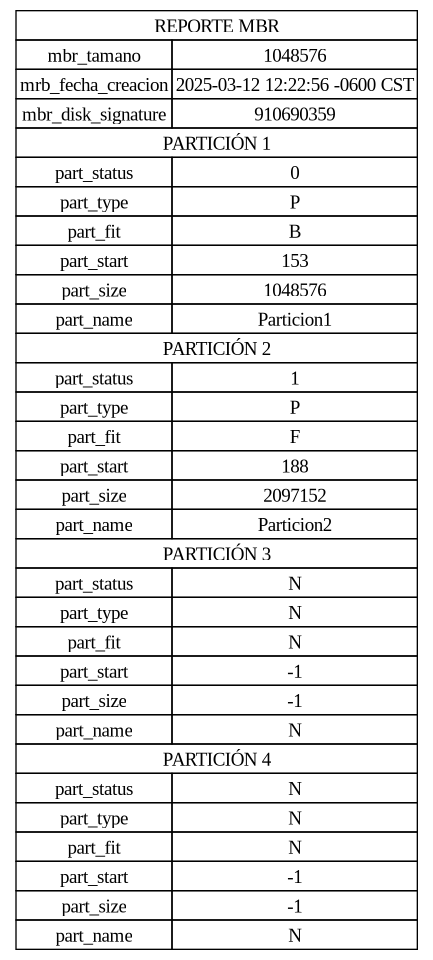 REPORTE MBR
mbr_tamano 1048576
mrb_fecha_creacion 2025-03-12 12:22:56 -0600 CST
mbr_disk_signature 910690359
PARTICIÓN 1
part_status 0
part_type P
part_fit B
part_start 153
part_size 1048576
part_name Particion1
PARTICIÓN 2
part_status 1
part_type P
part_fit F
part_start 188
part_size 2097152
part_name Particion2
PARTICIÓN 3
part_status N
part_type N
part_fit N
part_start -1
part_size -1
part_name N
PARTICIÓN 4
part_status N
part_type N
part_fit N
part_start -1
part_size -1
part_name N